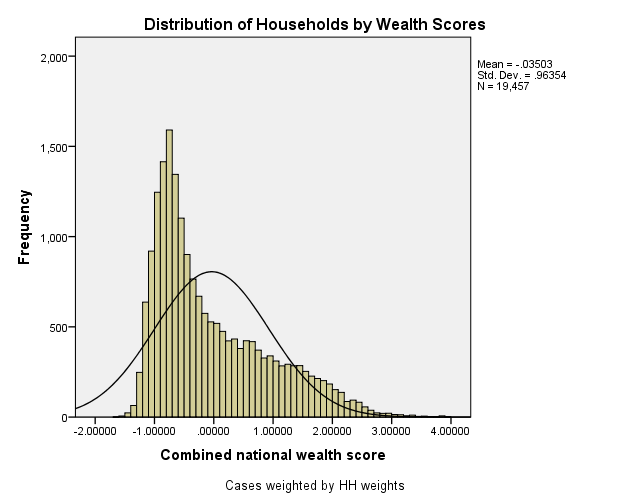 Distribution of Households by Wealth Scores
2,000
1,500
1,000
500
0
Frequency
-2.00000 -1.00000 .00000 1.00000 2.00000 3.00000 4.00000
Combined national wealth score
Cases weighted by HH weights
Mean = -.03503
Std. Dev. = .96354
N = 19,457